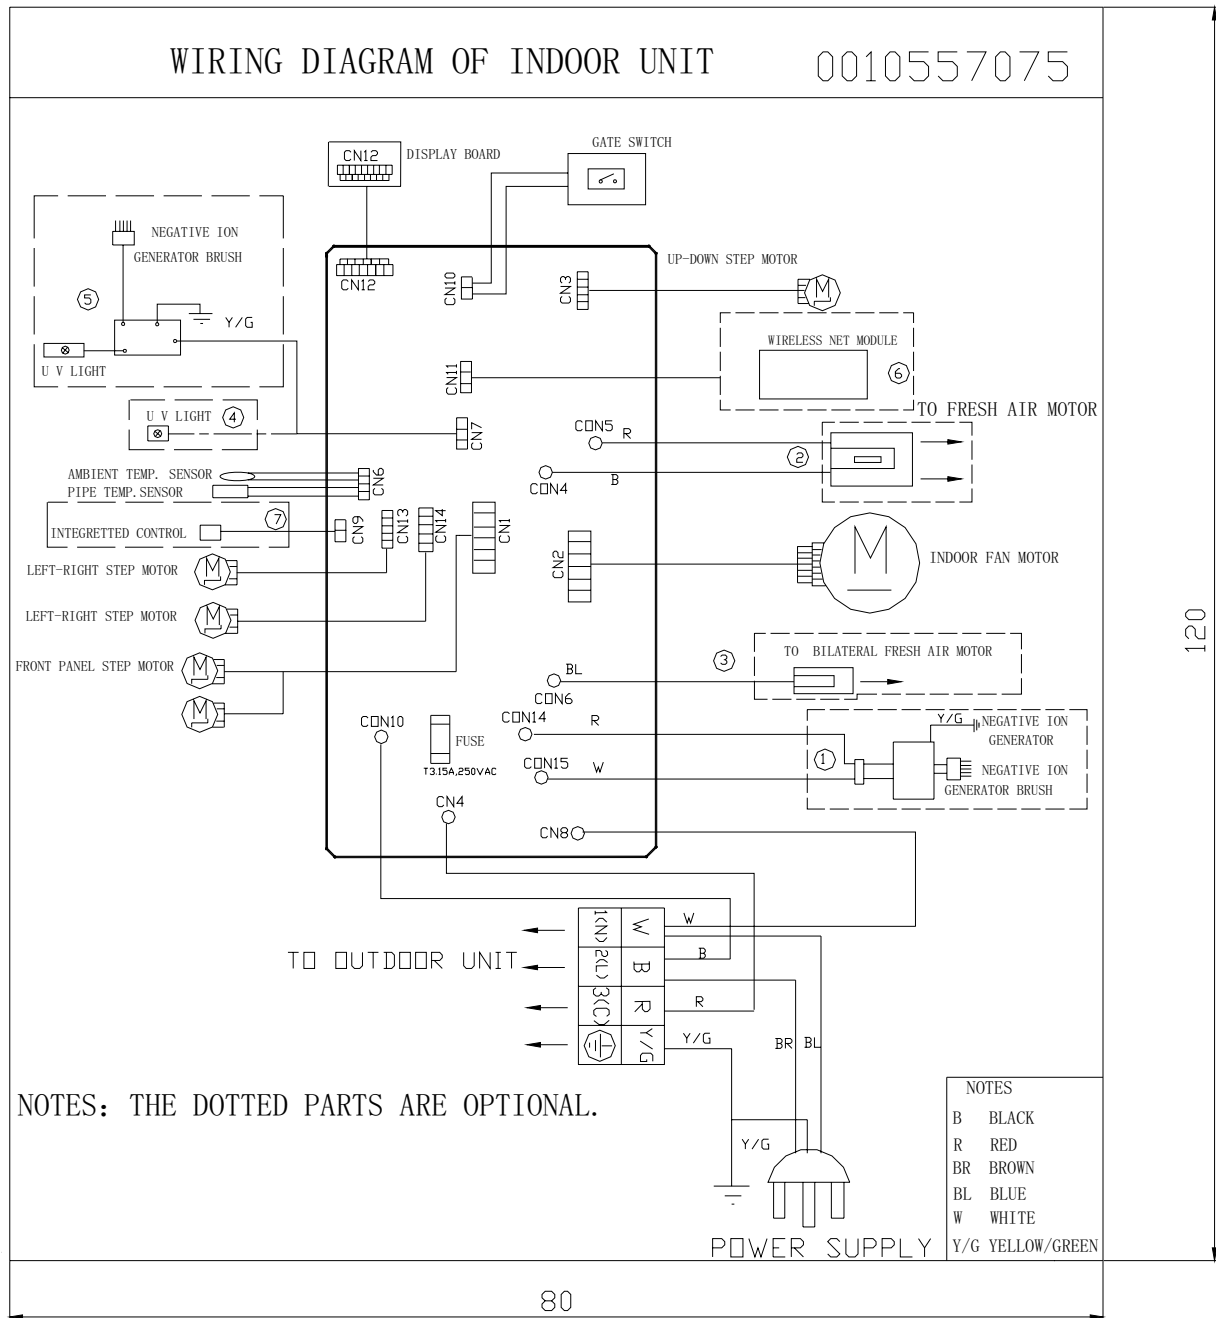 WIRING DIAGRAM OF INDOOR UNIT 0010557075
GATE SWITCH
CN12
DISPLAY BOARD
NEGATIVE ION
GENERATOR BRUSH
5
Y/G
U V LIGHT
CN12
CN10
CN3
UP-DOWN STEP MOTOR
M
WIRELESS NET MODULE
6
CN11
U V LIGHT 4
CN7
TO FRESH AIR MOTOR
CON5 R
2
CON4 B
AMBIENT TEMP. SENSOR
PIPE TEMP. SENSOR
CN6
7
INTEGRETTED CONTROL
CN9
CN13
CN14
CN1
CN2
M
INDOOR FAN MOTOR
LEFT-RIGHT STEP MOTOR M
LEFT-RIGHT STEP MOTOR M
FRONT PANEL STEP MOTOR M
M
3
TO BILATERAL FRESH AIR MOTOR
BL
CON6
CON10
FUSE
T3.15A,250VAC
CON14 R
CON15 W
Y/G NEGATIVE ION
GENERATOR
1
NEGATIVE ION
GENERATOR BRUSH
CN4
CN8
TO OUTDOOR UNIT
1(N) W W
2(L) B B
3(C) R R
Y/G Y/G
BR BL
Y/G
POWER SUPPLY
NOTES: THE DOTTED PARTS ARE OPTIONAL.
NOTES
B BLACK
R RED
BR BROWN
BL BLUE
W WHITE
Y/G YELLOW/GREEN
120
80